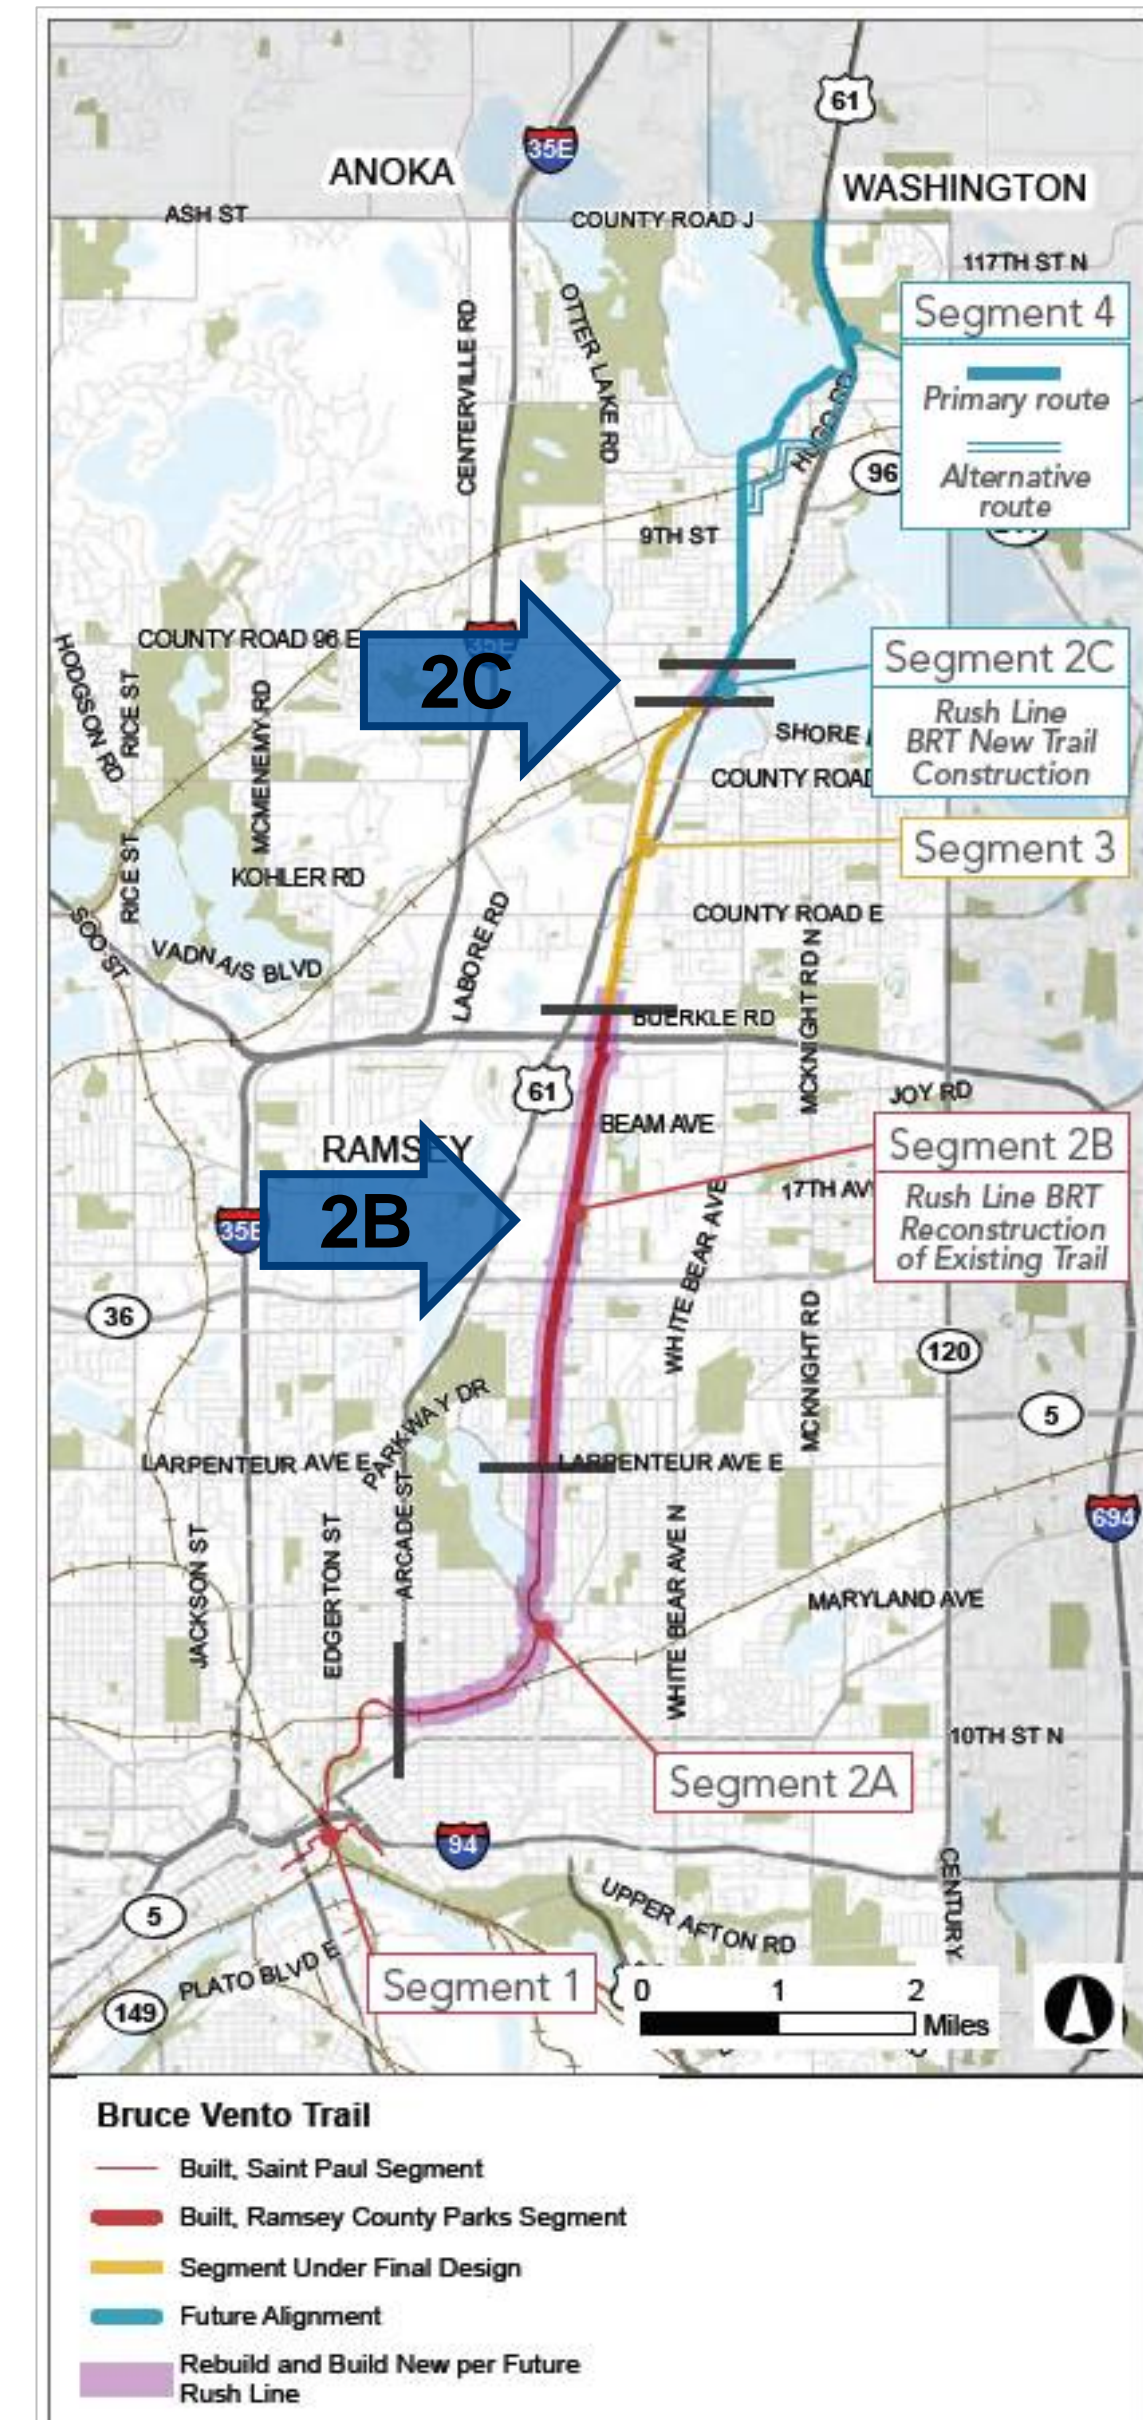 61
35E
ANOKA
WASHINGTON
ASH ST
COUNTY ROAD J
117TH ST N
Segment 4
Primary route
Alternative
route
CENTERVILLE RD
OTTER LAKE RD
HUGO RD
96
9TH ST
COUNTY ROAD 96 E
35E
2C
Segment 2C
Rush Line
BRT New Trail
Construction
HODGSON RD
RICE ST
MCMENEMY RD
SHORE
COUNTY ROAD
Segment 3
RICE ST
KOHLER RD
SOO ST
VADNAIS BLVD
LABORE RD
COUNTY ROAD E
MCKNIGHT RD N
BUERKLE RD
61
JOY RD
BEAM AVE
RAMSEY
Segment 2B
Rush Line BRT
Reconstruction
of Existing Trail
17TH AV
2B
35E
WHITE BEAR AVE
36
MCKNIGHT RD
120
5
PARKWAY DR
LARPENTEUR AVE E
LARPENTEUR AVE E
ARCADE ST
EDGERTON ST
JACKSON ST
WHITE BEAR AVE N
694
MARYLAND AVE
10TH ST N
Segment 2A
94
CENTURY
5
UPPER AFTON RD
PLATO BLVD E
Segment 1
149
0 1 2
Miles
Bruce Vento Trail
Built, Saint Paul Segment
Built, Ramsey County Parks Segment
Segment Under Final Design
Future Alignment
Rebuild and Build New per Future
Rush Line